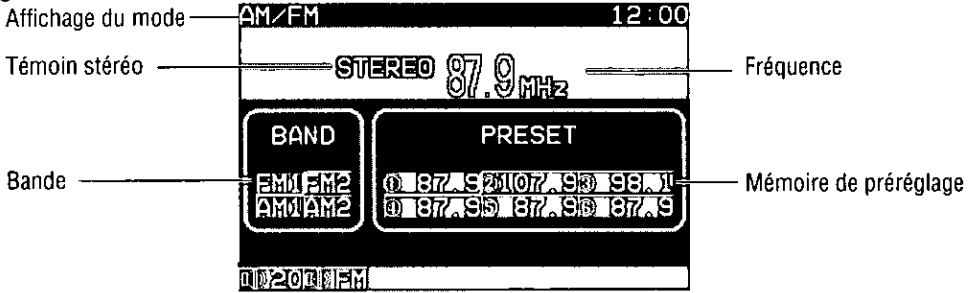 Affichage du mode
AM/FM 12:00
Témoin stéréo
STEREO 87.9 MHz
Fréquence
BAND PRESET
Bande
FM1 FM2 ① 87.9 ② 107.9 ③ 98.1
Mémoire de préréglage
AM1 AM2 ④ 87.9 ⑤ 87.9 ⑥ 87.9
20 FM